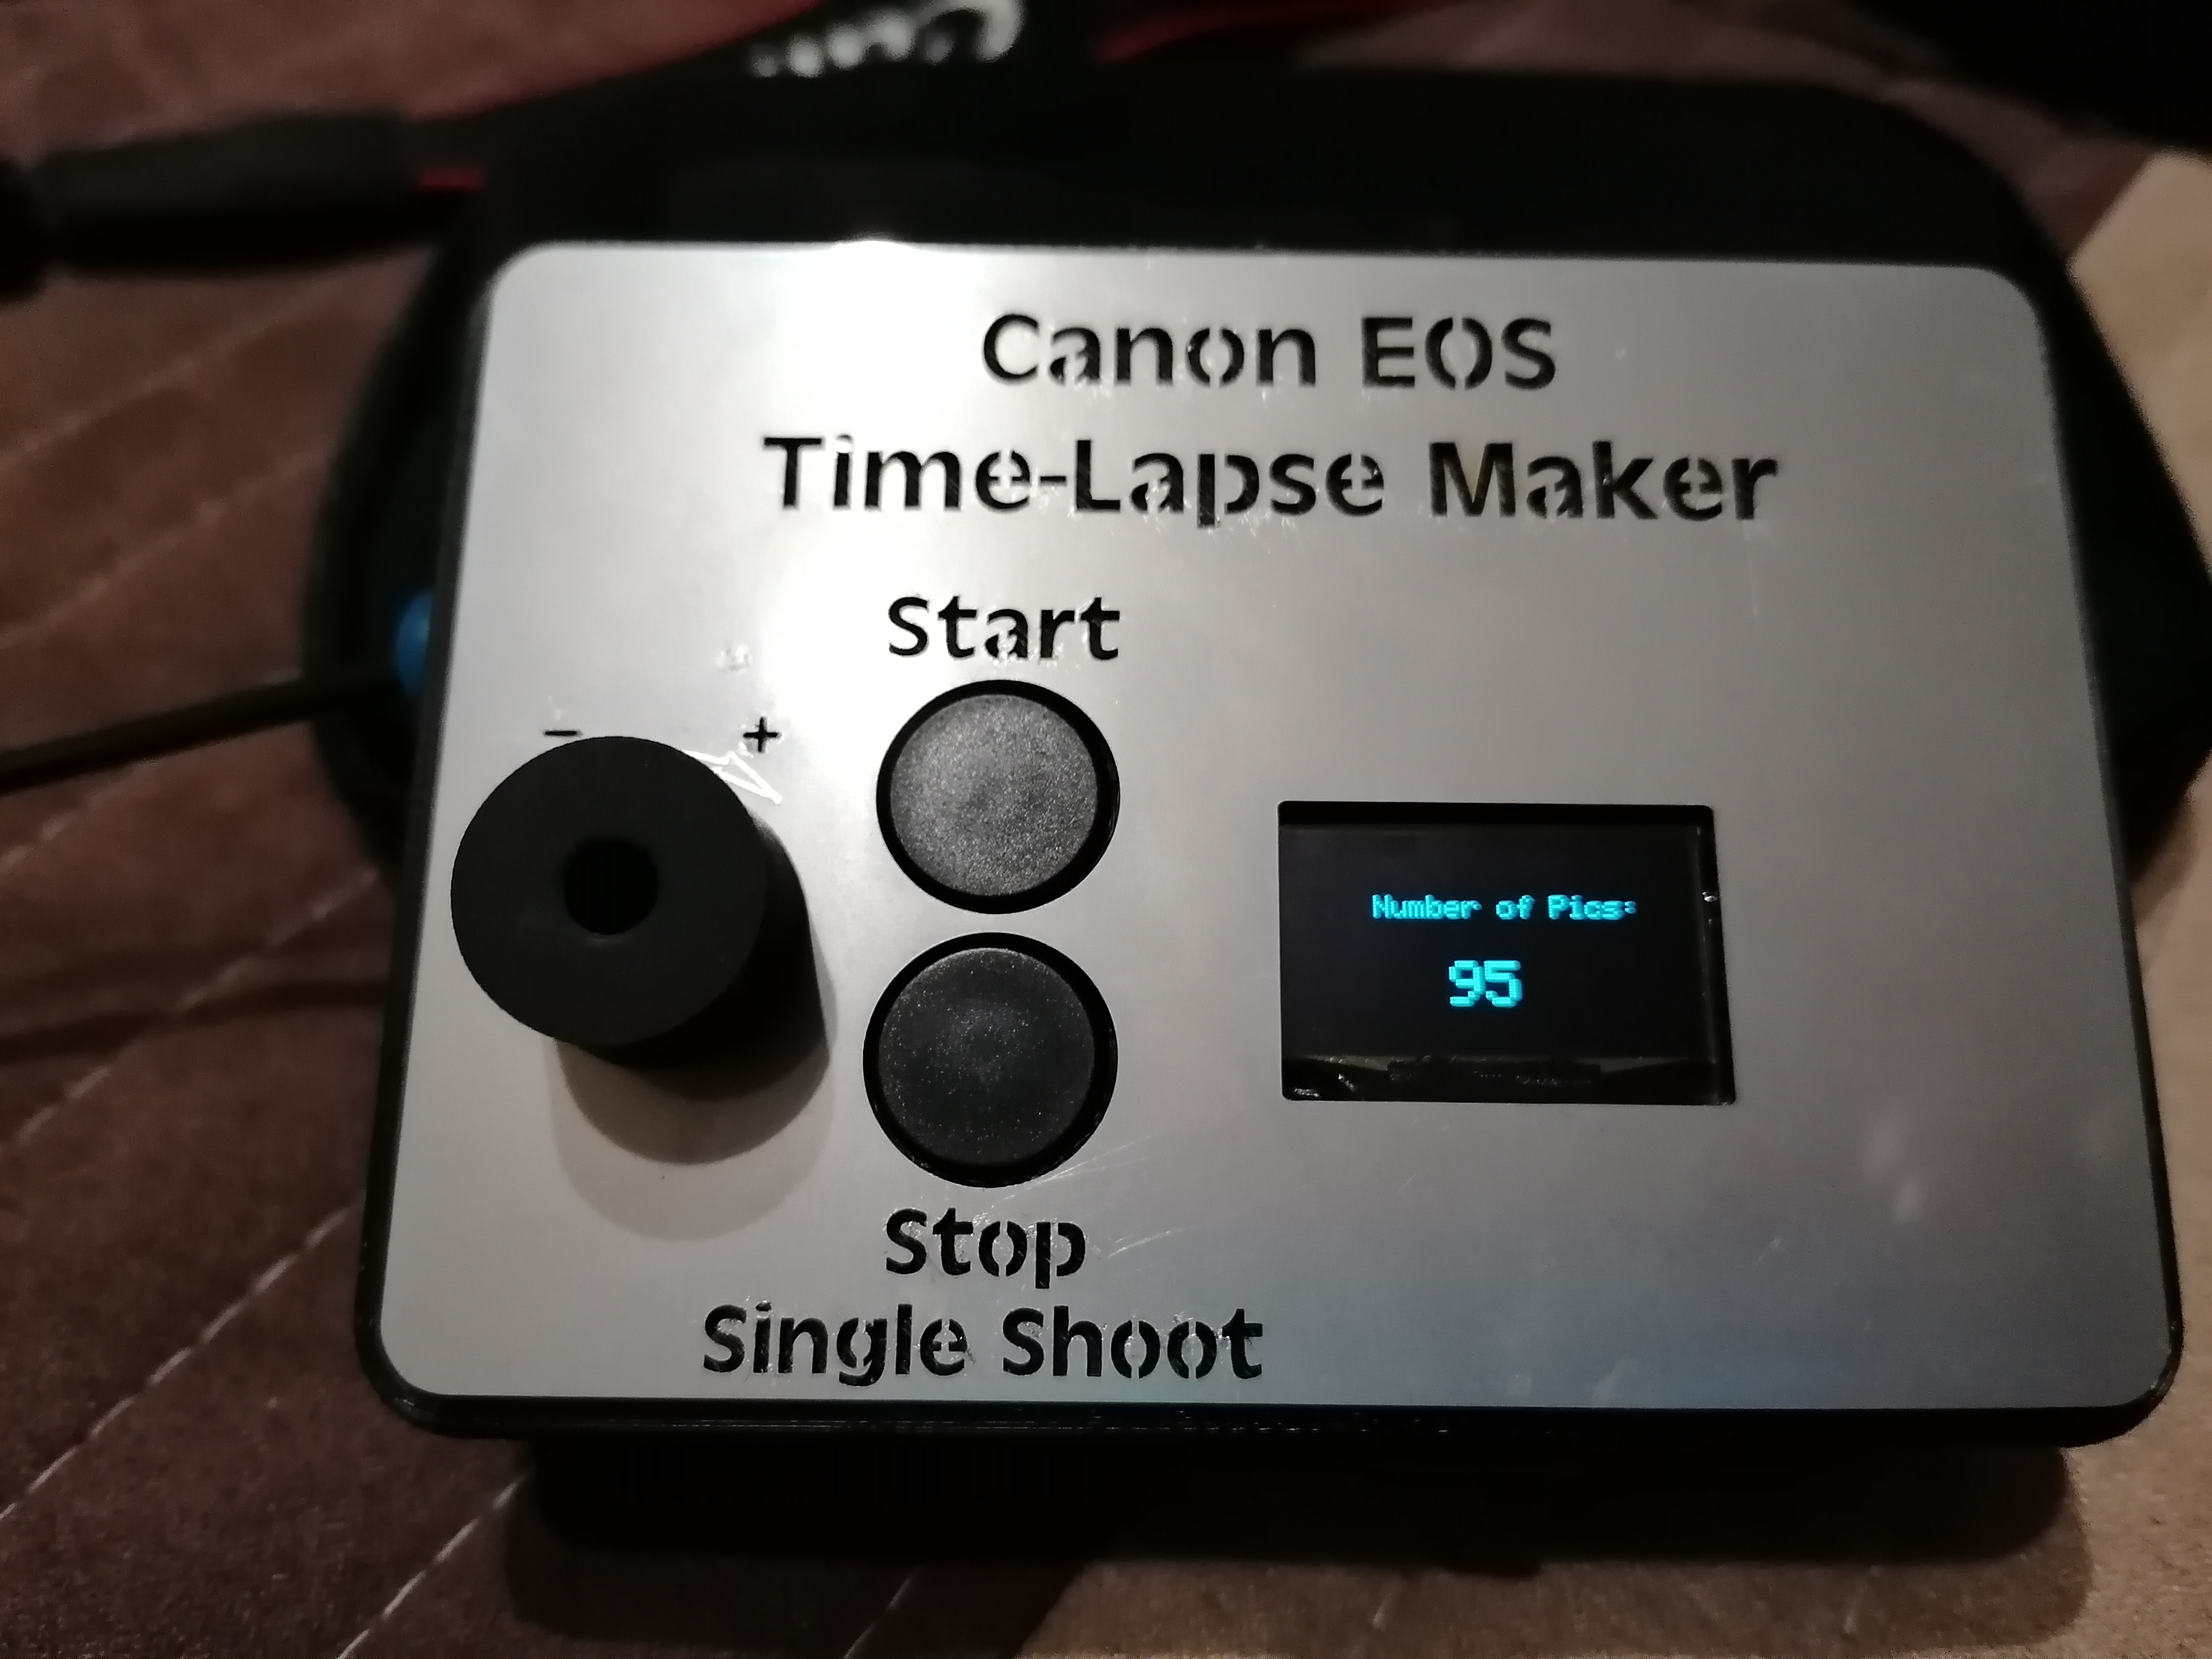 Canon EOS
Time-Lapse Maker
Start
- +
Number of Pics:
95
Stop
Single Shoot